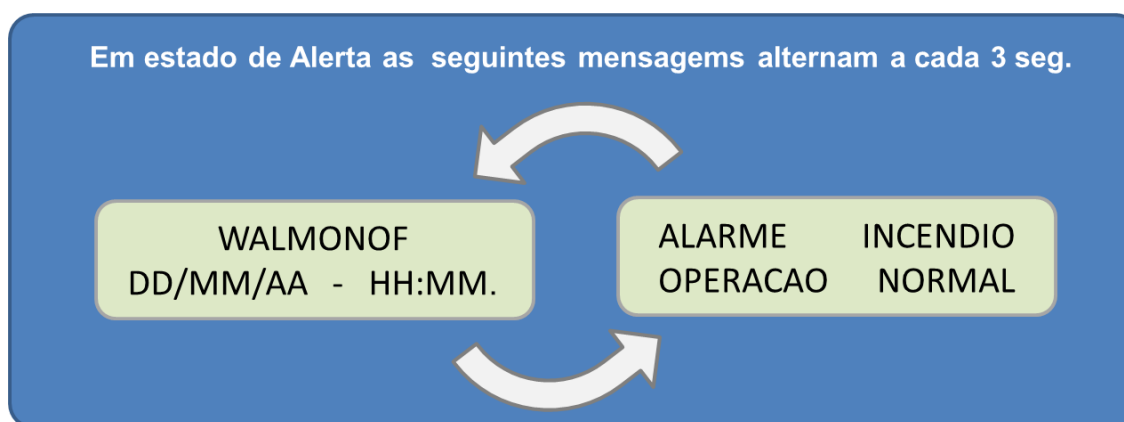 Em estado de Alerta as seguintes mensagems alternam a cada 3 seg.
WALMONOF
DD/MM/AA - HH:MM.
ALARME INCENDIO
OPERACAO NORMAL